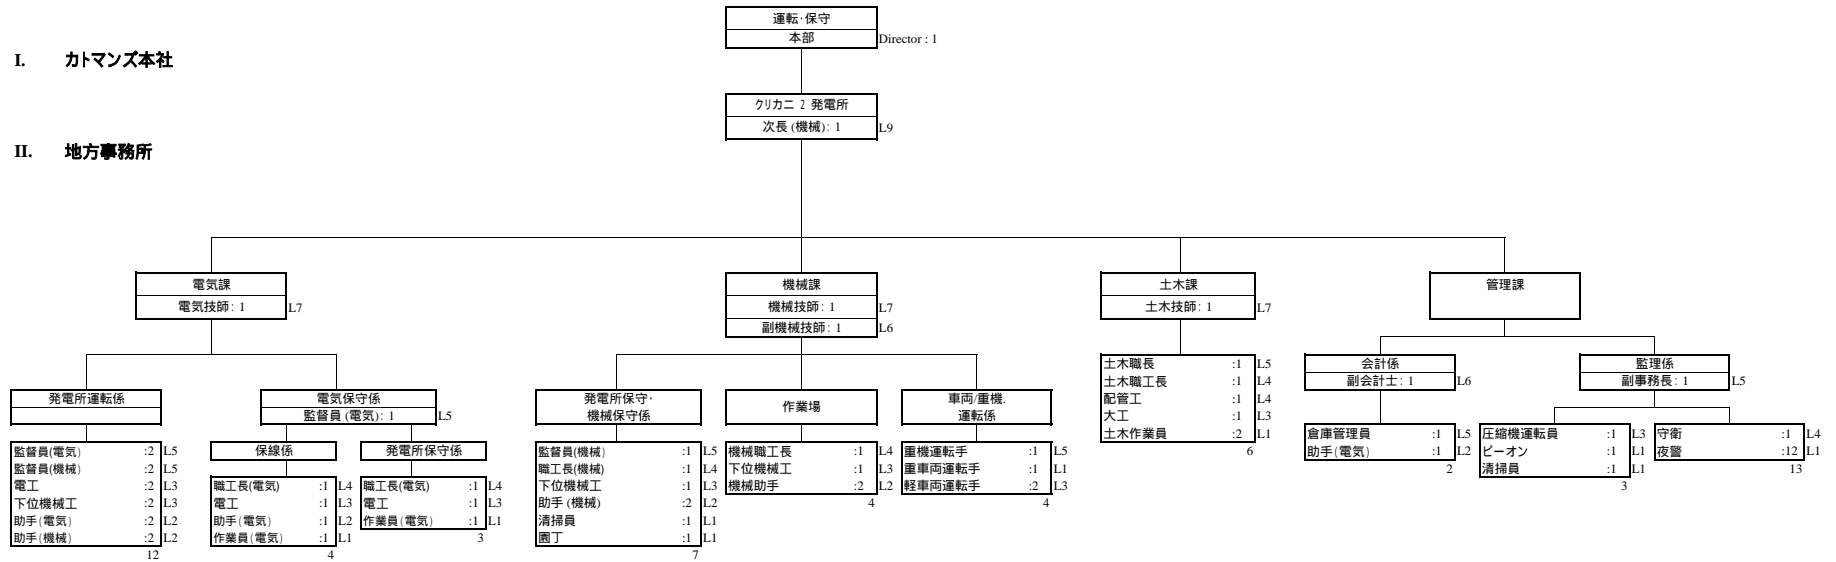 運転･保守
本部 Director : 1
I. カトマンズ本社
クリカニ 2 発電所
次長 (機械): 1 L9
II. 地方事務所
電気課
電気技師: 1 L7
機械課
機械技師: 1 L7
副機械技師: 1 L6
土木課
土木技師: 1 L7
管理課
発電所運転係
監督員(電気) :2 L5
監督員(機械) :2 L5
電工 :2 L3
下位機械工 :2 L3
助手(電気) :2 L2
助手(機械) :2 L2
12
電気保守係
監督員 (電気): 1 L5
保線係
職工長(電気) :1 L4
電工 :1 L3
助手(電気) :1 L2
作業員(電気) :1 L1
4
発電所保守係
職工長(電気) :1 L4
電工 :1 L3
作業員(電気) :1 L1
3
発電所保守･
機械保守係
監督員(機械) :1 L5
職工長(機械) :1 L4
下位機械工 :1 L3
助手 (機械) :2 L2
清掃員 :1 L1
園丁 :1 L1
7
作業場
機械職工長 :1 L4
下位機械工 :1 L3
機械助手 :2 L2
4
車両/重機.
運転係
重機運転手 :1 L5
重車両運転手 :1 L1
軽車両運転手 :2 L3
4
土木職長 :1 L5
土木職工長 :1 L4
配管工 :1 L4
大工 :1 L3
土木作業員 :2 L1
6
会計係
副会計士: 1 L6
倉庫管理員 :1 L5
助手(電気) :1 L2
2
監理係
副事務長: 1 L5
圧縮機運転員 :1 L3
ピーオン :1 L1
清掃員 :1 L1
3
守衛 :1 L4
夜警 :12 L1
13